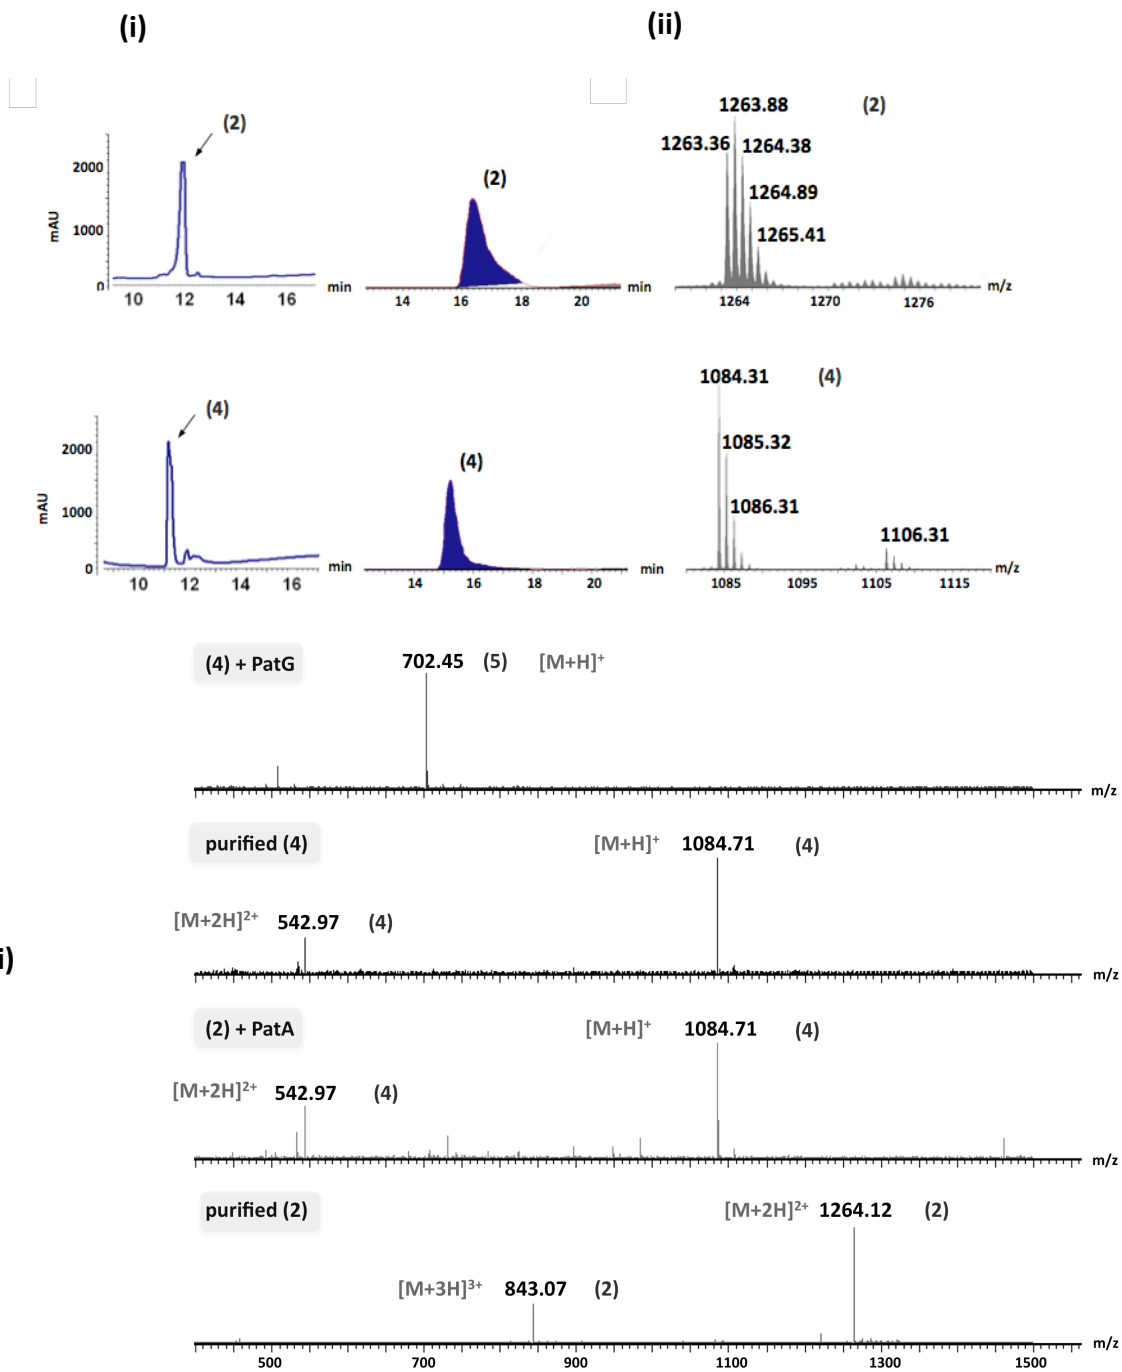 (i)
(ii)
(2)
2000
1000
0
mAU
10
12
14
16
min
(2)
14
16
18
20
min
1263.88
(2)
1263.36
1264.38
1264.89
1265.41
1264
1270
1276
m/z
(4)
2000
1000
0
mAU
10
12
14
16
min
(4)
14
16
18
20
min
1084.31
(4)
1085.32
1086.31
1106.31
1085
1095
1105
1115
m/z
(4) + PatG
702.45 (5) [M+H]+
m/z
purified (4)
[M+H]+ 1084.71 (4)
[M+2H]2+ 542.97 (4)
m/z
i)
(2) + PatA
[M+H]+ 1084.71 (4)
[M+2H]2+ 542.97 (4)
m/z
purified (2)
[M+2H]2+ 1264.12 (2)
[M+3H]3+ 843.07 (2)
m/z
500 700 900 1100 1300 1500